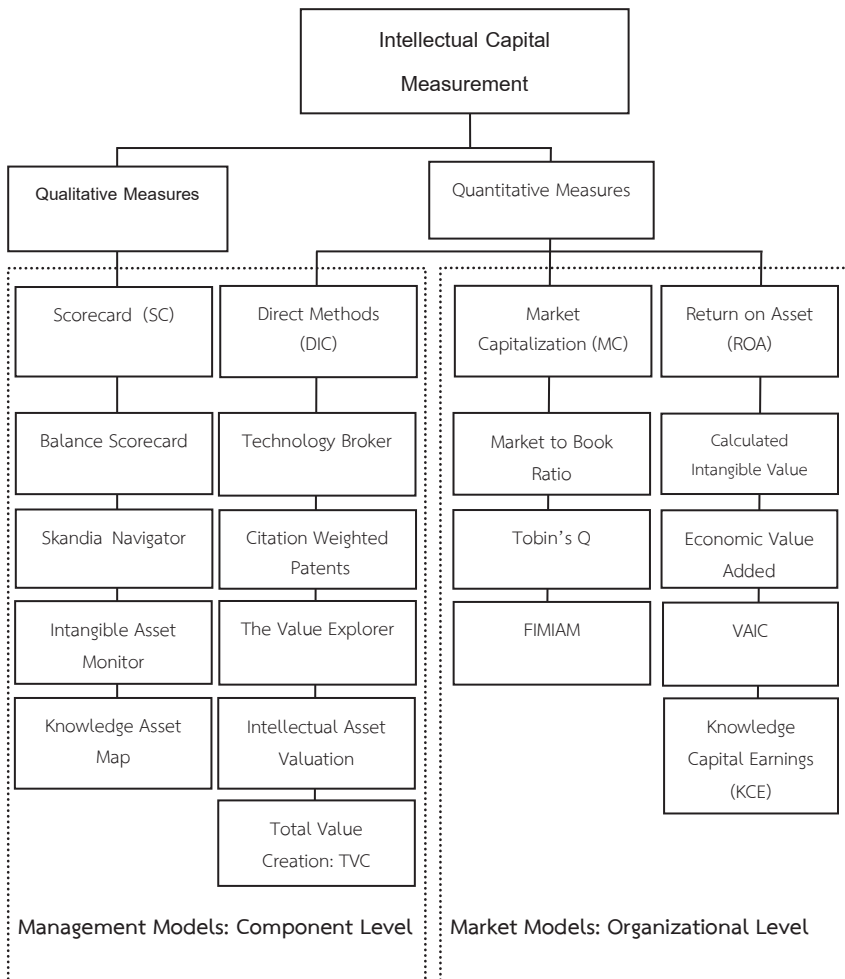 Intellectual Capital
Measurement
Qualitative Measures
Quantitative Measures
Scorecard (SC)
Direct Methods
(DIC)
Market
Capitalization (MC)
Return on Asset
(ROA)
Balance Scorecard
Technology Broker
Market to Book
Ratio
Calculated
Intangible Value
Skandia Navigator
Citation Weighted
Patents
Tobin's Q
Economic Value
Added
Intangible Asset
Monitor
The Value Explorer
FIMIAM
VAIC
Knowledge Asset
Map
Intellectual Asset
Valuation
Knowledge
Capital Earnings
(KCE)
Total Value
Creation: TVC
Management Models: Component Level
Market Models: Organizational Level